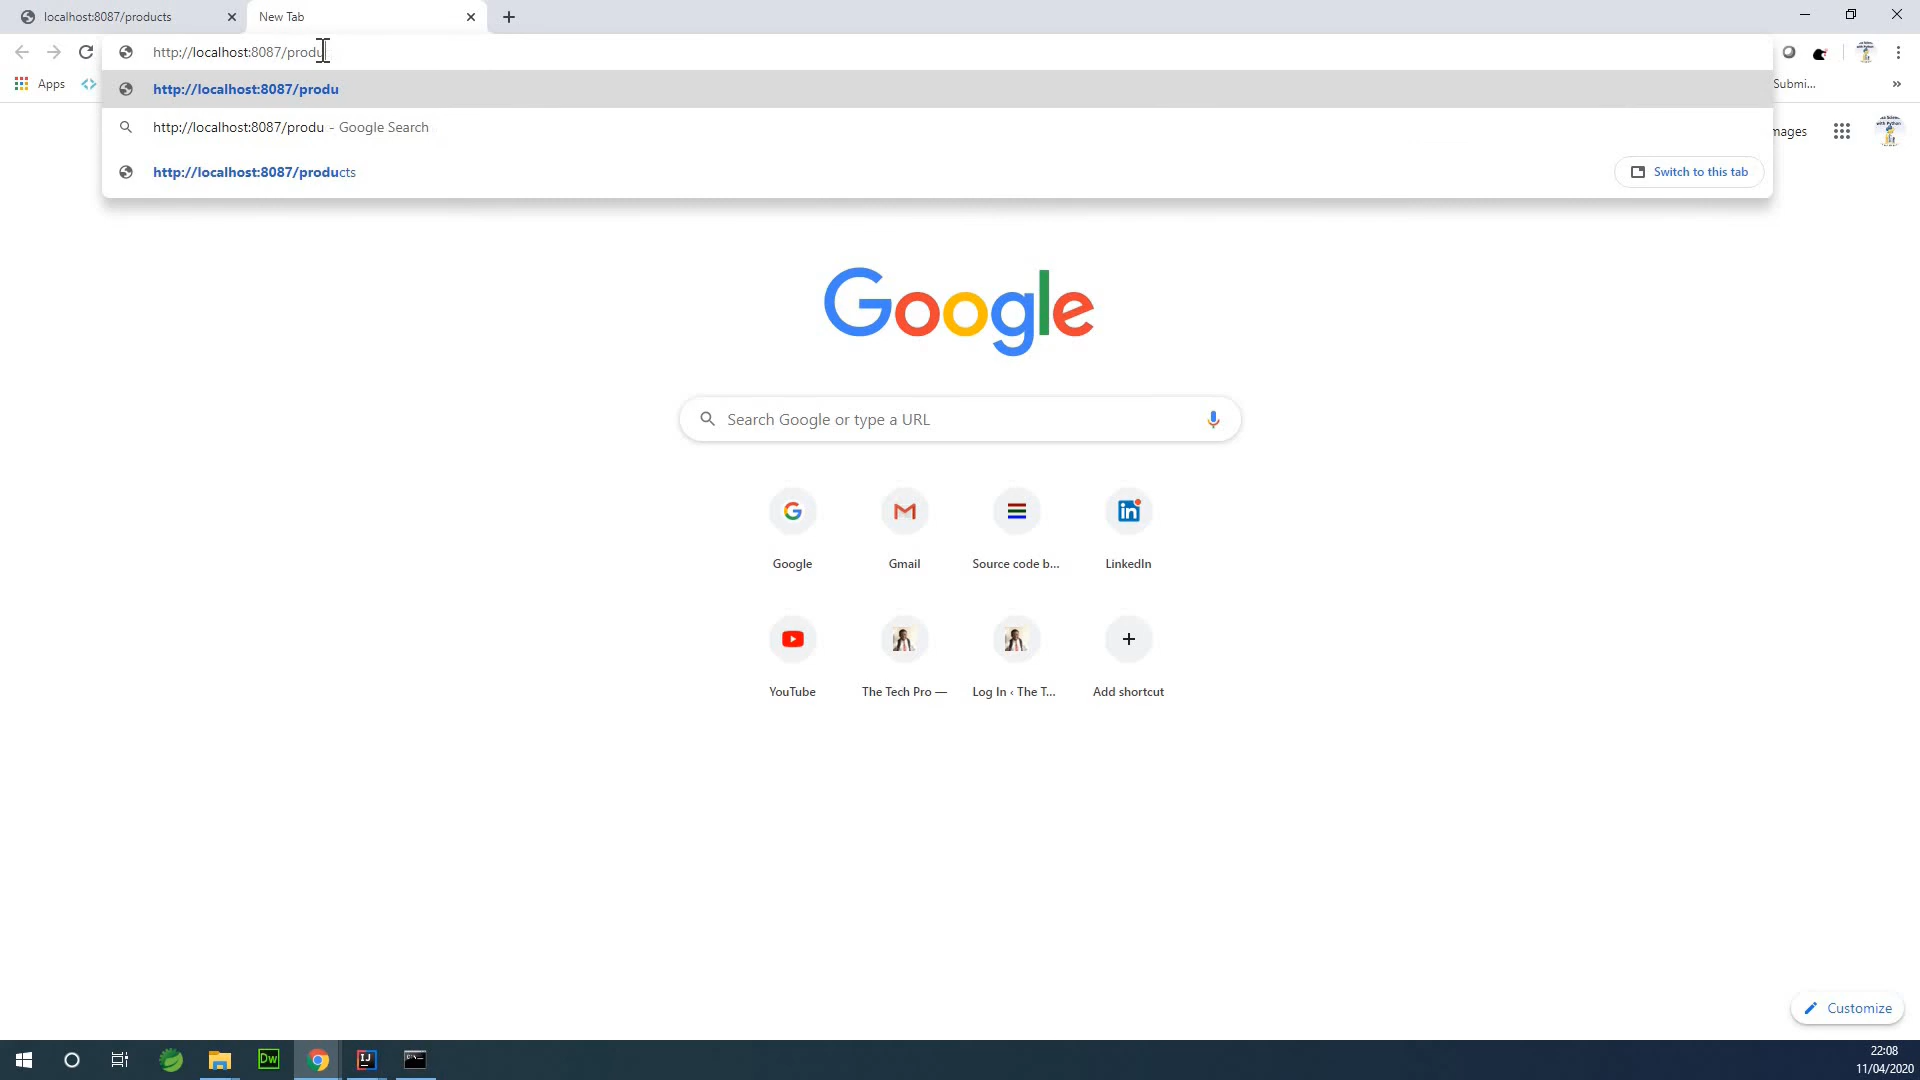 localhost:8087/products
New Tab
http://localhost:8087/produ
Apps
Submi...
http://localhost:8087/produ
http://localhost:8087/produ - Google Search
mages
http://localhost:8087/products
Switch to this tab
Google
Search Google or type a URL
Google
Gmail
Source code b...
LinkedIn
YouTube
The Tech Pro —
Log In ‹ The T...
Add shortcut
Customize
Dw
IJ
22:08
11/04/2020